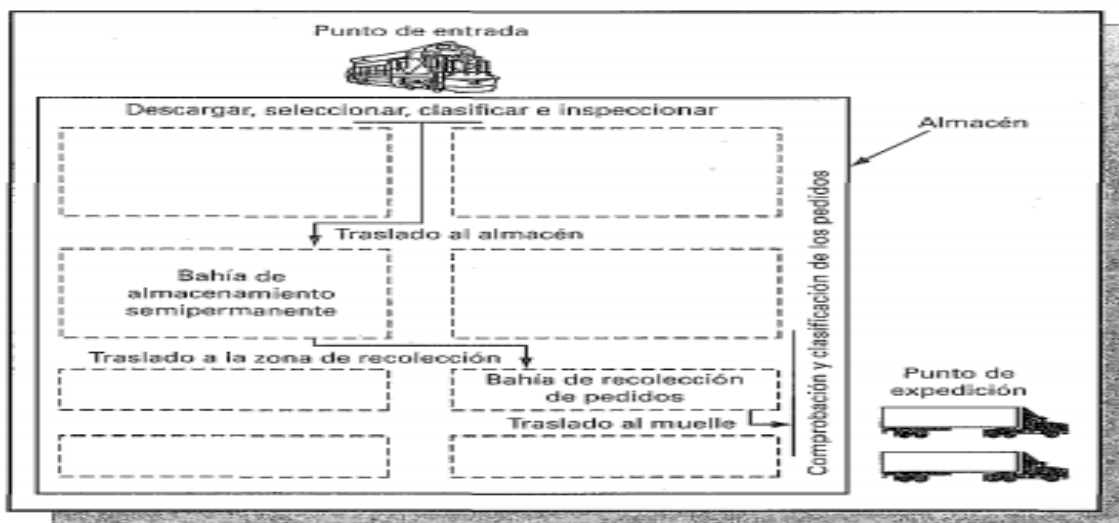 Punto de entrada
Descargar, seleccionar, clasificar e inspeccionar
Almacén
Traslado al almacén
Bahía de
almacenamiento
semipermanente
Comprobación y clasificación de los pedidos
Traslado a la zona de recolección
Bahía de recolección
de pedidos
Traslado al muelle
Punto de
expedición